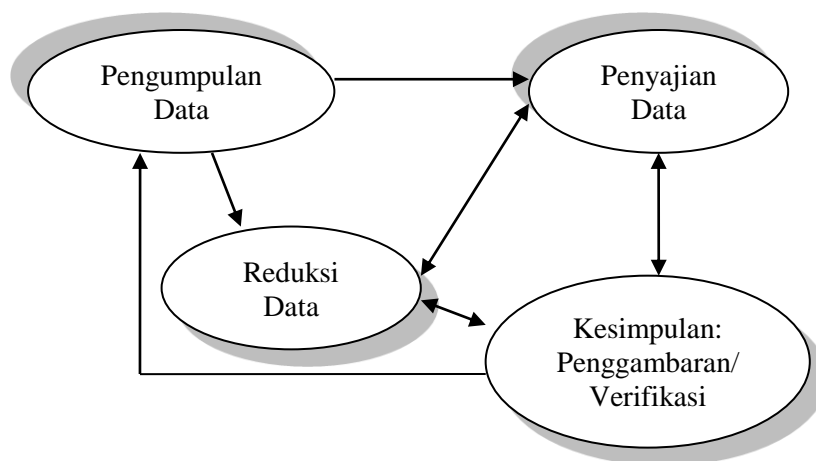 Pengumpulan
Data
Penyajian
Data
Reduksi
Data
Kesimpulan:
Penggambaran/
Verifikasi